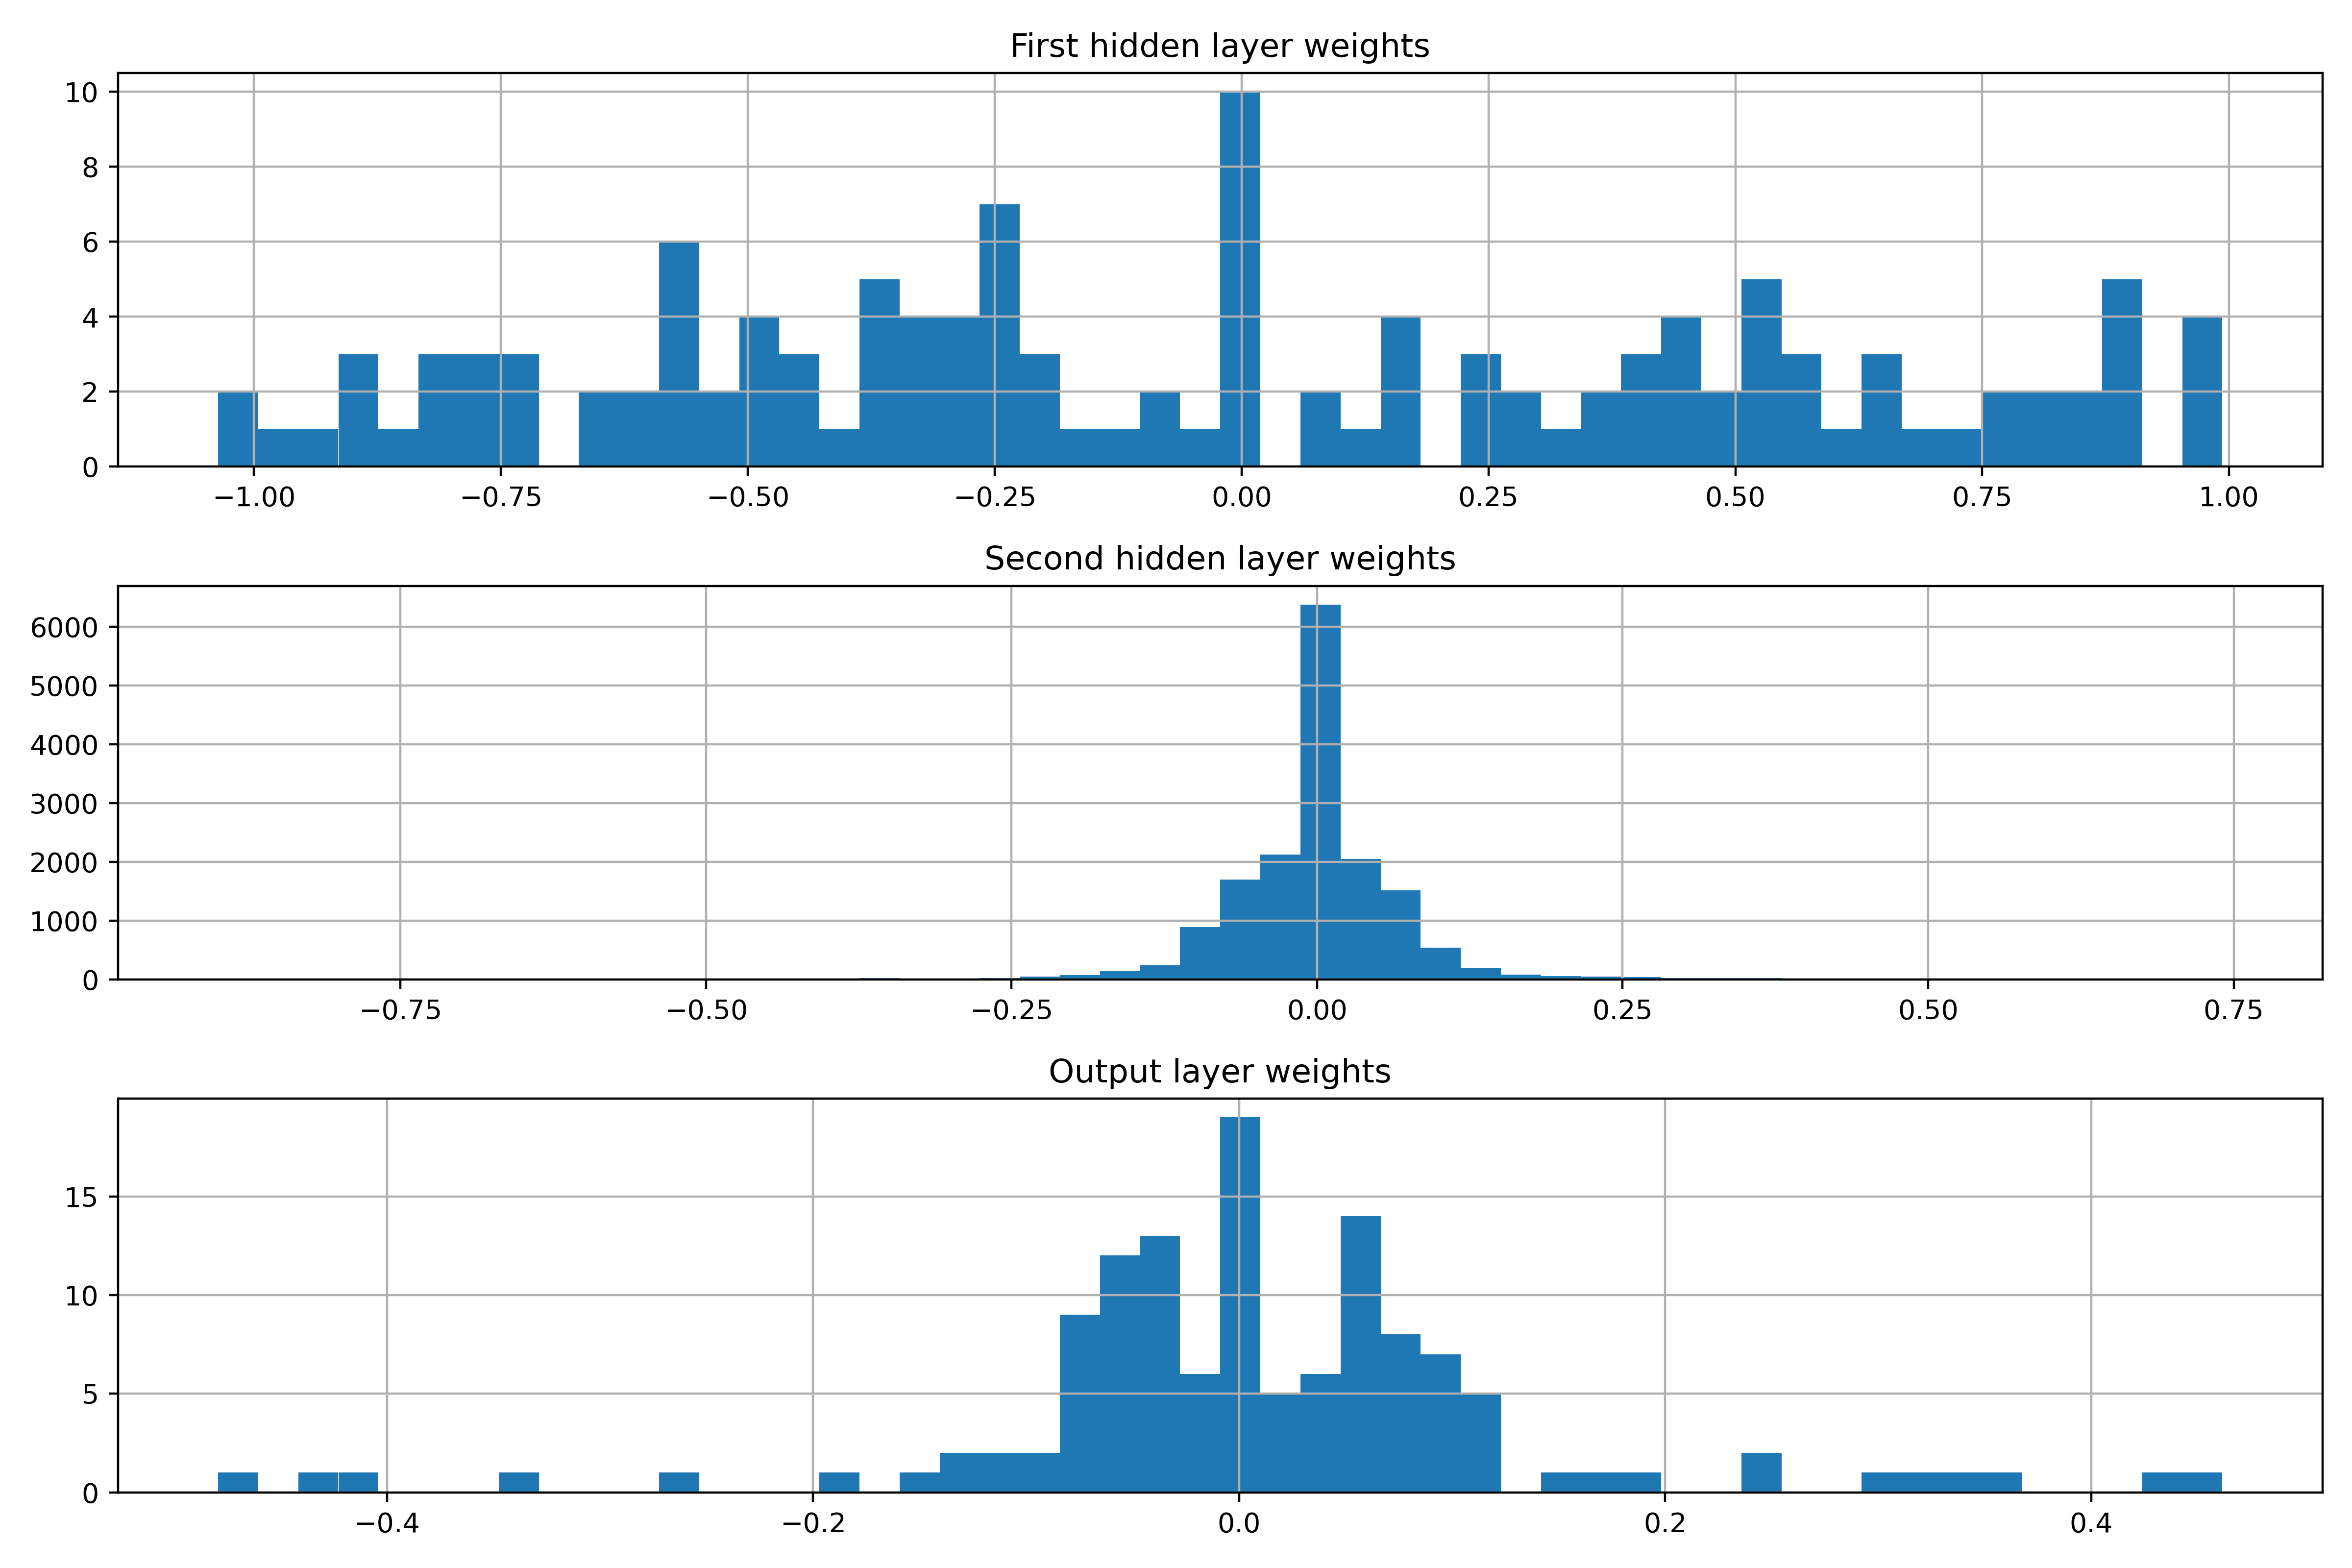 First hidden layer weights
10
8
6
4
2
0
−1.00 −0.75 −0.50 −0.25 0.00 0.25 0.50 0.75 1.00
Second hidden layer weights
6000
5000
4000
3000
2000
1000
0
−0.75 −0.50 −0.25 0.00 0.25 0.50 0.75
Output layer weights
15
10
5
0
−0.4 −0.2 0.0 0.2 0.4